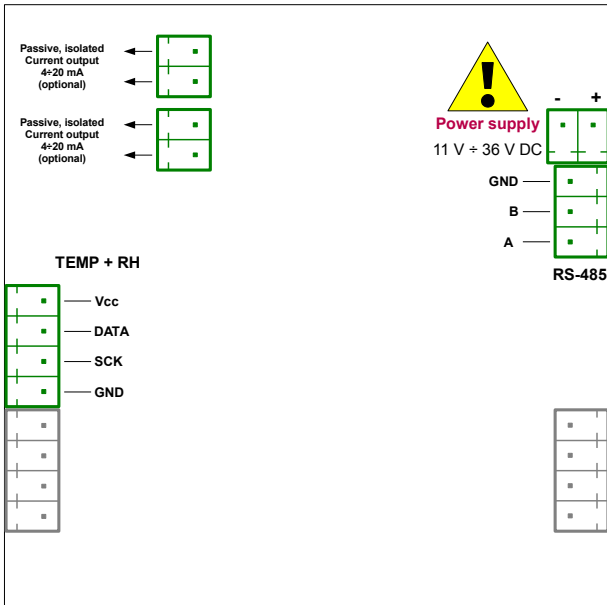 Passive, isolated
Current output
4÷20 mA
(optional)
Passive, isolated
Current output
4÷20 mA
(optional)
!
Power supply
- +
11 V ÷ 36 V DC
GND
B
A
RS-485
TEMP + RH
Vcc
DATA
SCK
GND